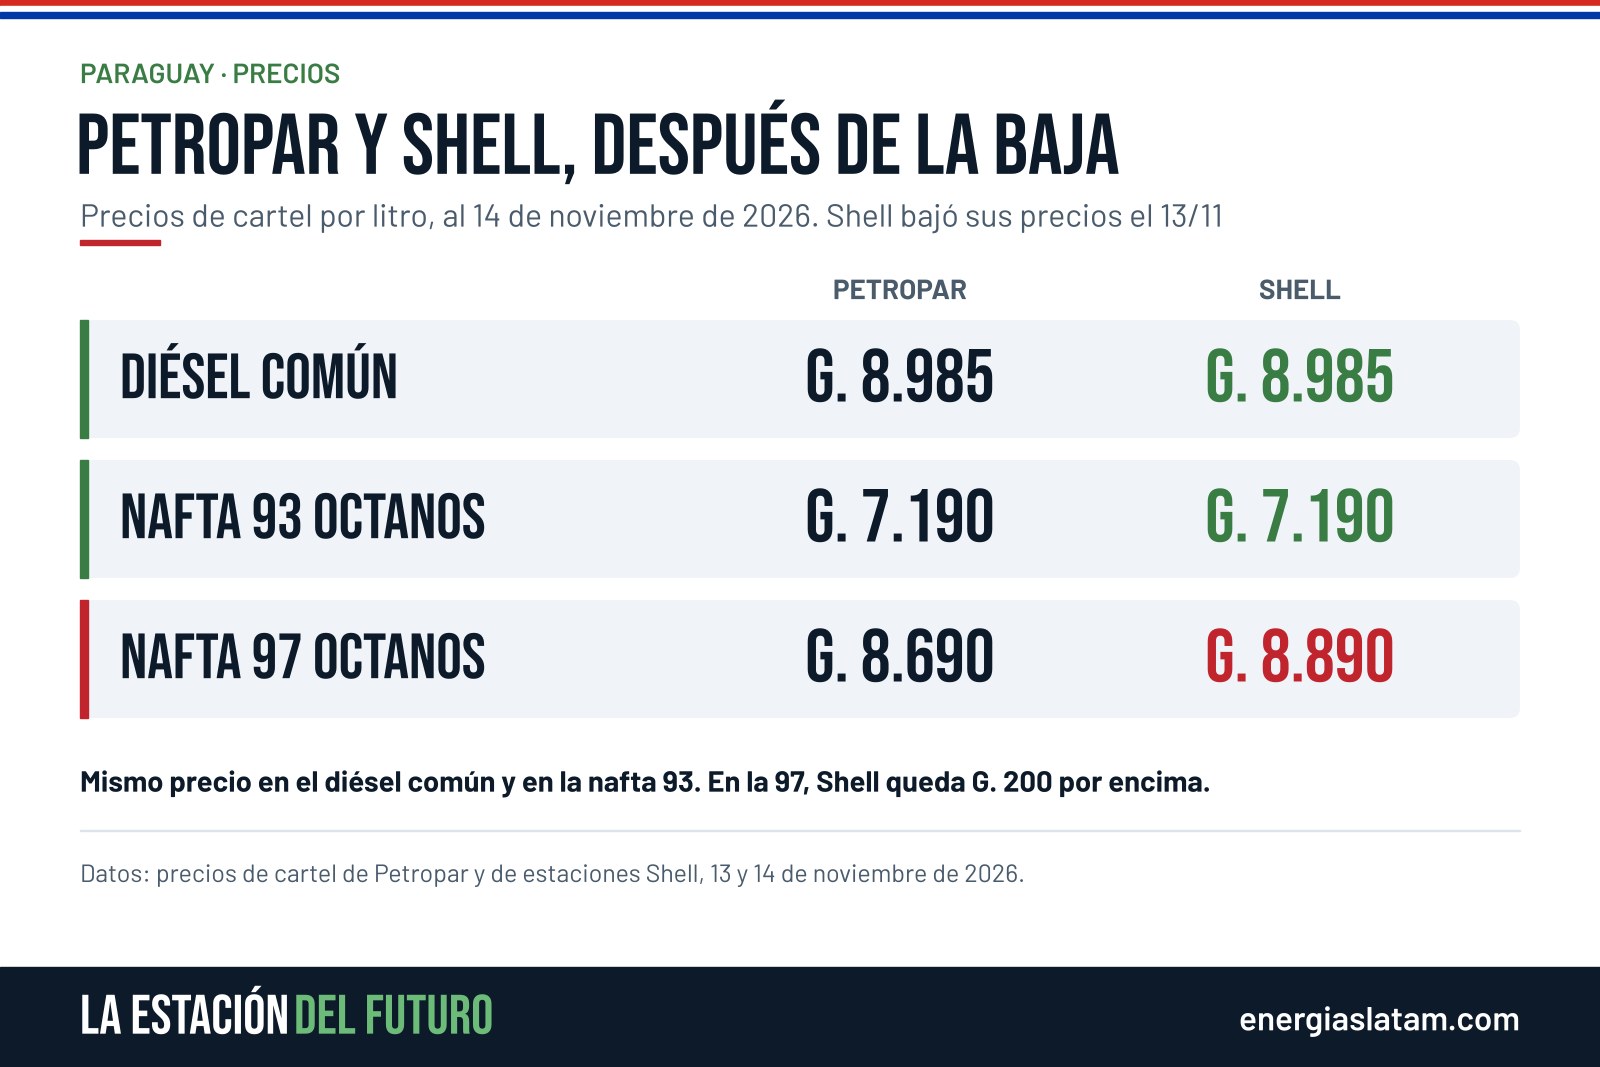 PARAGUAY · PRECIOS
PETROPAR Y SHELL, DESPUÉS DE LA BAJA
Precios de cartel por litro, al 14 de noviembre de 2026. Shell bajó sus precios el 13/11
PETROPAR SHELL
DIÉSEL COMÚN G. 8.985 G. 8.985
NAFTA 93 OCTANOS G. 7.190 G. 7.190
NAFTA 97 OCTANOS G. 8.690 G. 8.890
Mismo precio en el diésel común y en la nafta 93. En la 97, Shell queda G. 200 por encima.
Datos: precios de cartel de Petropar y de estaciones Shell, 13 y 14 de noviembre de 2026.
LA ESTACIÓN DEL FUTURO energiaslatam.com